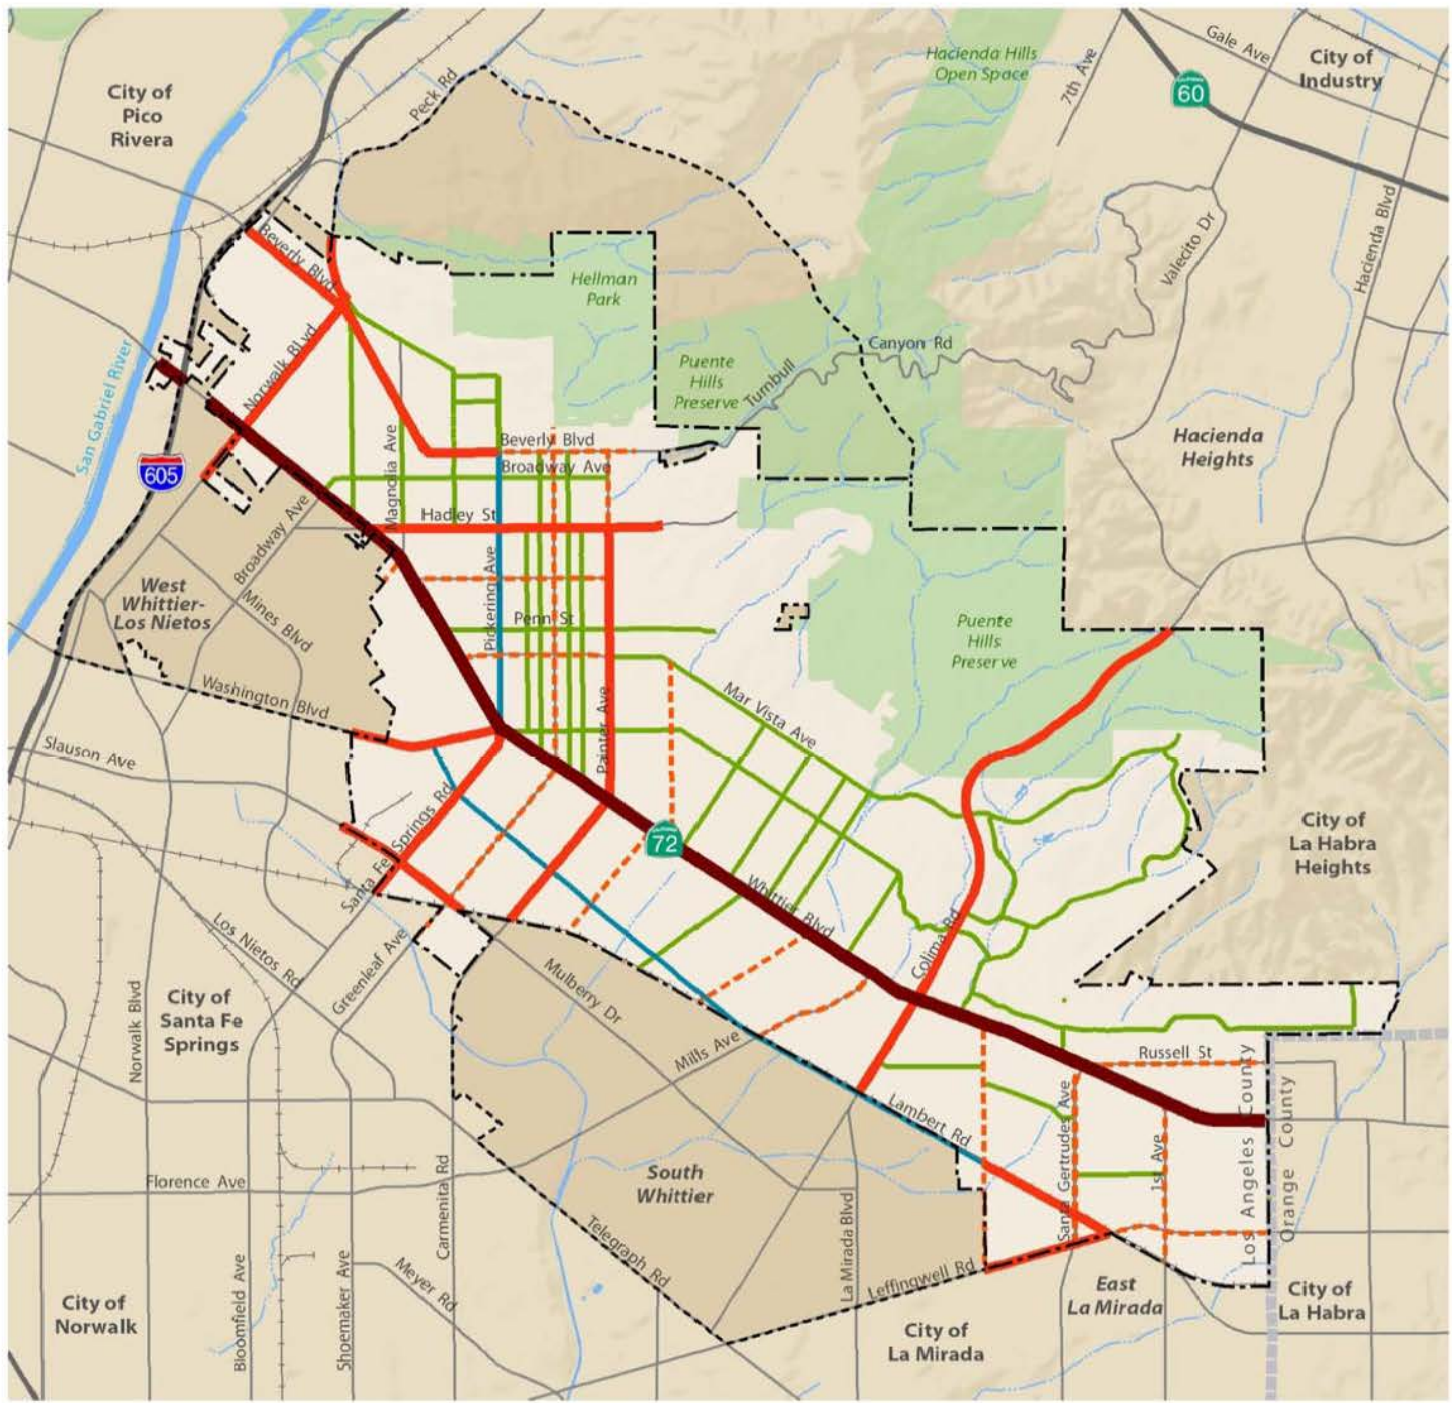 Hacienda Hills
Open Space
7th Ave
Gale Ave
City of
Industry
CALIFORNIA
60
City of
Pico
Rivera
Peck Rd
Valecito Dr
Hacienda Blvd
Beverly Blvd
Hellman
Park
Norwalk Blvd
San Gabriel River
Canyon Rd
Turnbull
Puente
Hills
Preserve
Hacienda
Heights
605
Magnolia Ave
Beverly Blvd
Broadway Ave
Hadley St
Broadway Ave
Pickering Ave
West
Whittier-
Los Nietos
Mines Blvd
Penn St
Puente
Hills
Preserve
Washington Blvd
Painter Ave
Mar Vista Ave
Slauson Ave
Santa Fe Springs Rd
72
City of
La Habra
Heights
Whittier Blvd
Colima Rd
Los Nietos Rd
Greenleaf Ave
Mulberry Dr
City of
Santa Fe
Springs
Norwalk Blvd
Mills Ave
Russell St
Lambert Rd
Santa Gertrudes Ave
1st Ave
Los Angeles County
Orange County
South
Whittier
Florence Ave
Carmenita Rd
Telegraph Rd
La Mirada Blvd
Leffingwell Rd
Bloomfield Ave
Shoemaker Ave
Meyer Rd
City of
Norwalk
East
La Mirada
City of
La Habra
City of
La Mirada